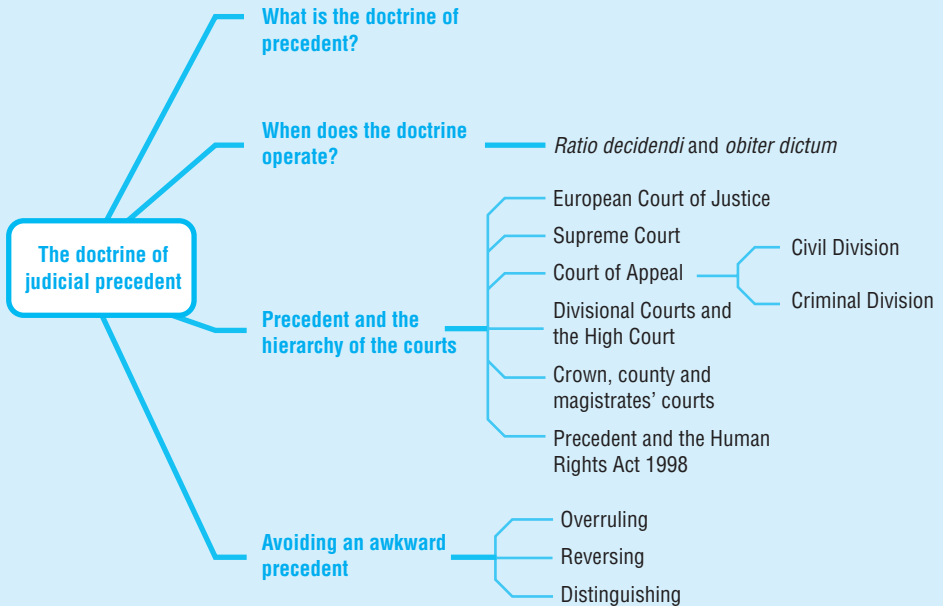 The doctrine of
judicial precedent
What is the doctrine of
precedent?
When does the doctrine
operate?
Ratio decidendi and obiter dictum
Precedent and the
hierarchy of the courts
European Court of Justice
Supreme Court
Court of Appeal
Civil Division
Criminal Division
Divisional Courts and
the High Court
Crown, county and
magistrates’ courts
Precedent and the Human
Rights Act 1998
Avoiding an awkward
precedent
Overruling
Reversing
Distinguishing